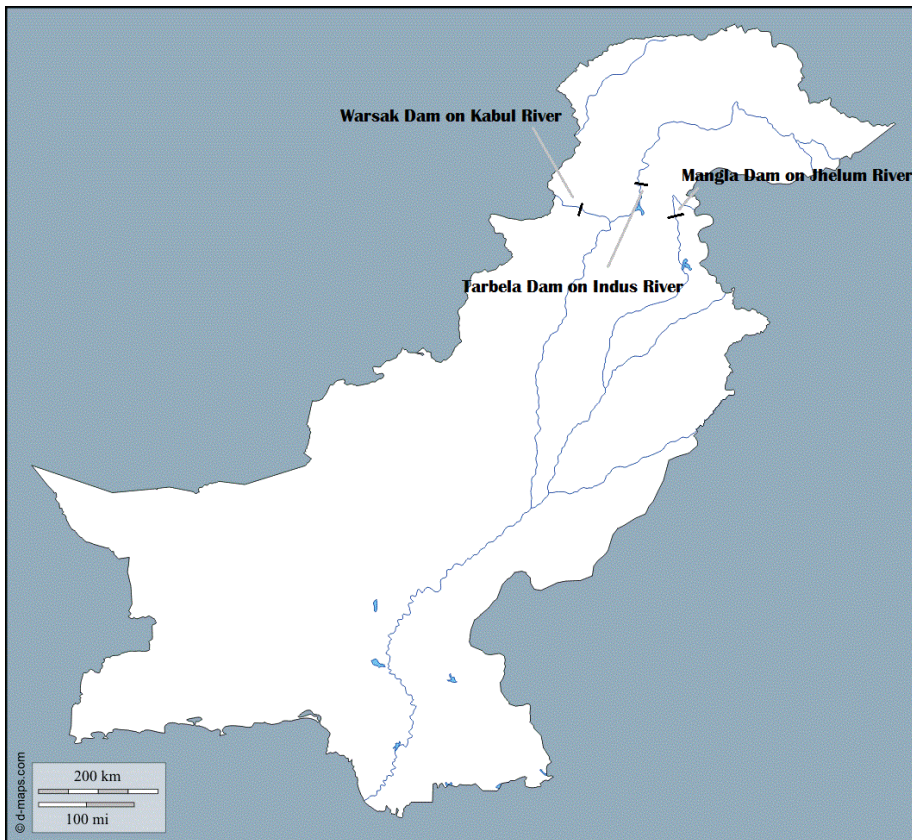 Warsak Dam on Kabul River
Mangla Dam on Jhelum River
Tarbela Dam on Indus River
200 km
100 mi
© d-maps.com